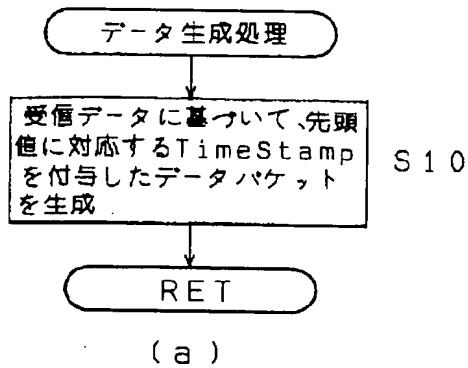 データ生成処理
受信データに基づいて、先頭
値に対応するTimeStamp
を付与したデータパケット
を生成
S10
RET
(a)